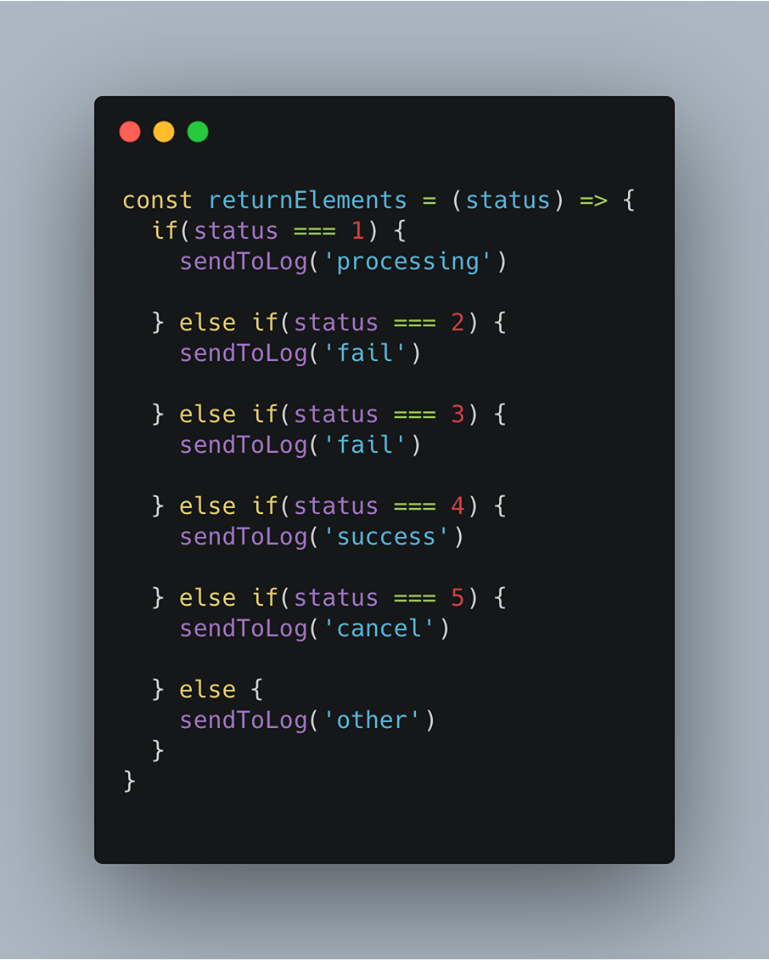 const returnElements = (status) => {
  if(status === 1) {
    sendToLog('processing')

  } else if(status === 2) {
    sendToLog('fail')

  } else if(status === 3) {
    sendToLog('fail')

  } else if(status === 4) {
    sendToLog('success')

  } else if(status === 5) {
    sendToLog('cancel')

  } else {
    sendToLog('other')
  }
}